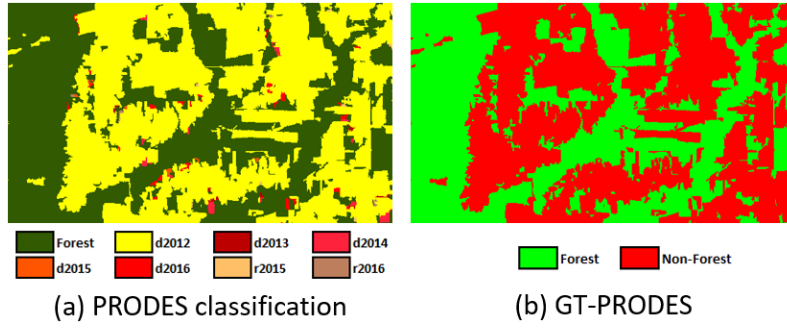 Forest d2012 d2013 d2014
d2015 d2016 r2015 r2016
Forest Non-Forest
(a) PRODES classification
(b) GT-PRODES